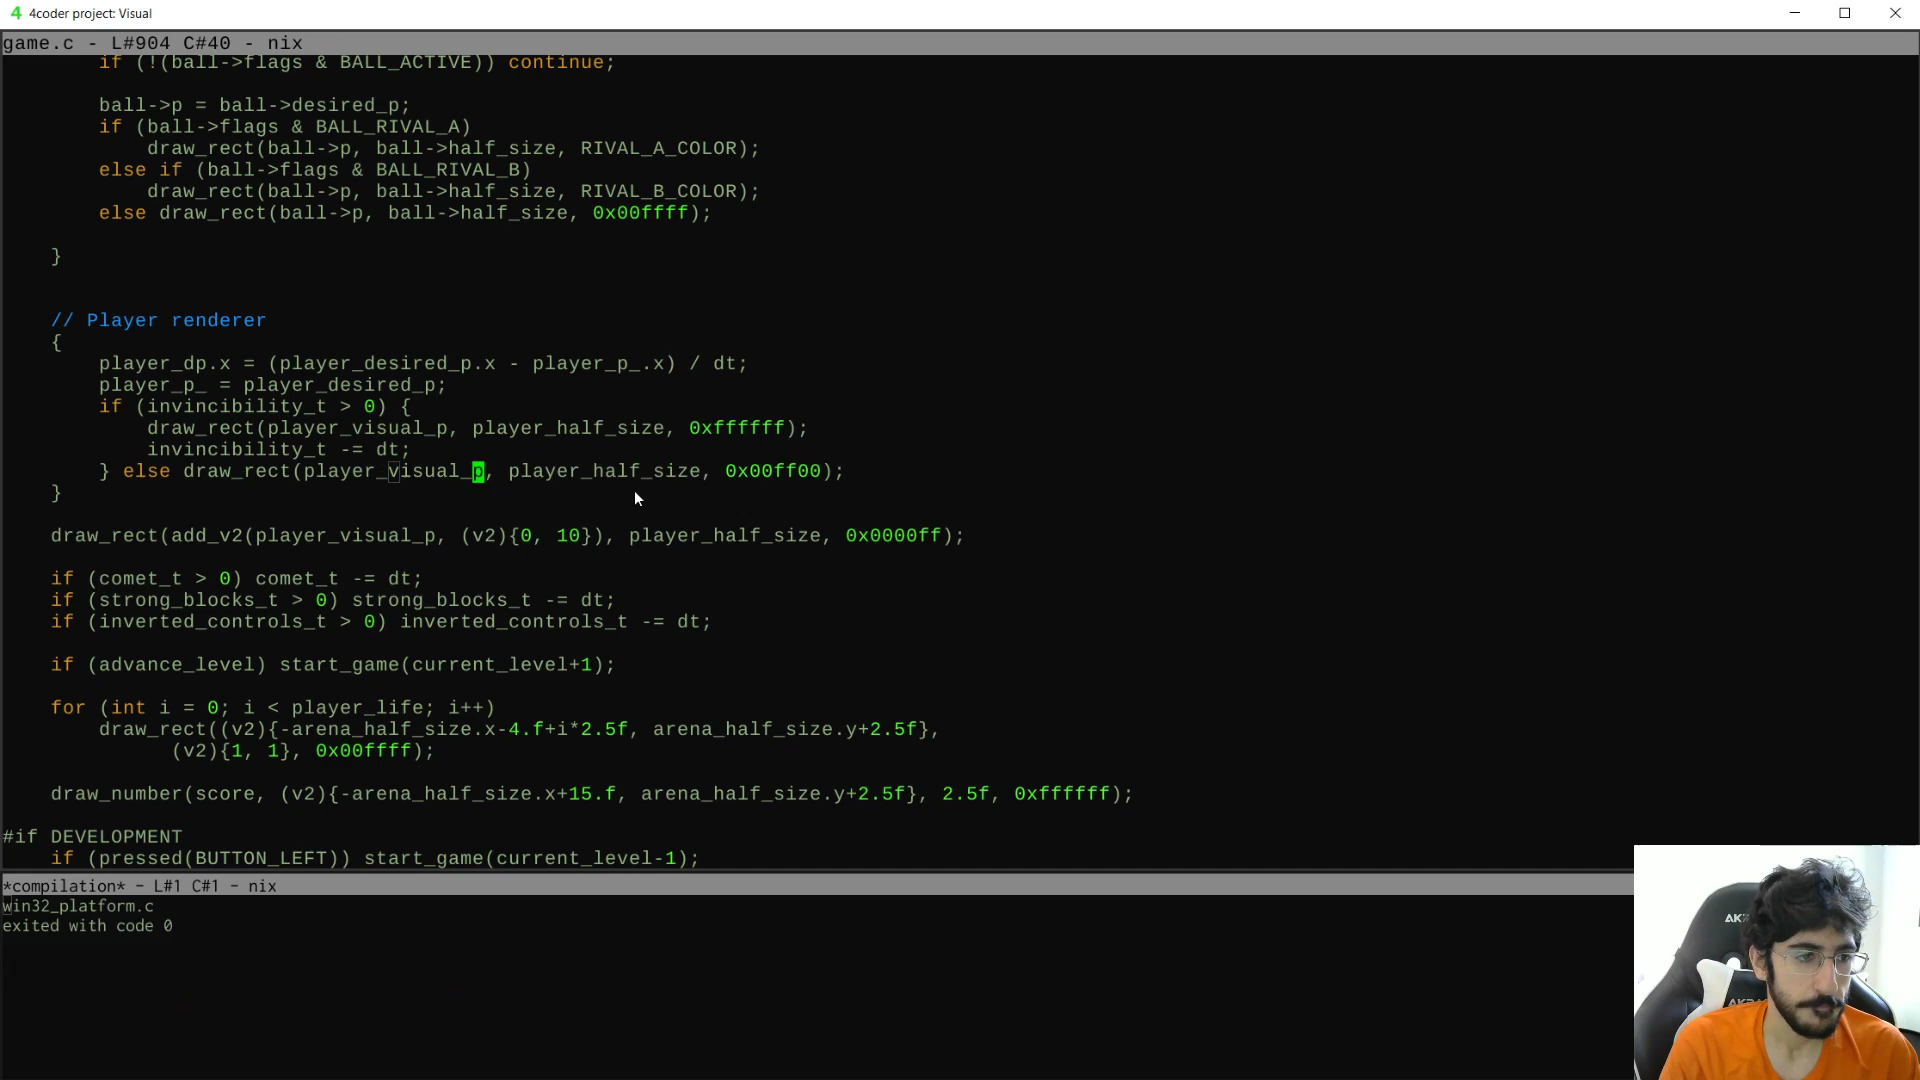 4 4coder project: Visual
game.c - L#904 C#40 - nix
if (!(ball->flags & BALL_ACTIVE)) continue;
ball->p = ball->desired_p;
if (ball->flags & BALL_RIVAL_A)
draw_rect(ball->p, ball->half_size, RIVAL_A_COLOR);
else if (ball->flags & BALL_RIVAL_B)
draw_rect(ball->p, ball->half_size, RIVAL_B_COLOR);
else draw_rect(ball->p, ball->half_size, 0x00ffff);
}
// Player renderer
{
player_dp.x = (player_desired_p.x - player_p_.x) / dt;
player_p_ = player_desired_p;
if (invincibility_t > 0) {
draw_rect(player_visual_p, player_half_size, 0xffffff);
invincibility_t -= dt;
} else draw_rect(player_visual_p, player_half_size, 0x00ff00);
}
draw_rect(add_v2(player_visual_p, (v2){0, 10}), player_half_size, 0x0000ff);
if (comet_t > 0) comet_t -= dt;
if (strong_blocks_t > 0) strong_blocks_t -= dt;
if (inverted_controls_t > 0) inverted_controls_t -= dt;
if (advance_level) start_game(current_level+1);
for (int i = 0; i < player_life; i++)
draw_rect((v2){-arena_half_size.x-4.f+i*2.5f, arena_half_size.y+2.5f},
(v2){1, 1}, 0x00ffff);
draw_number(score, (v2){-arena_half_size.x+15.f, arena_half_size.y+2.5f}, 2.5f, 0xffffff);
#if DEVELOPMENT
if (pressed(BUTTON_LEFT)) start_game(current_level-1);
*compilation* - L#1 C#1 - nix
win32_platform.c
exited with code 0